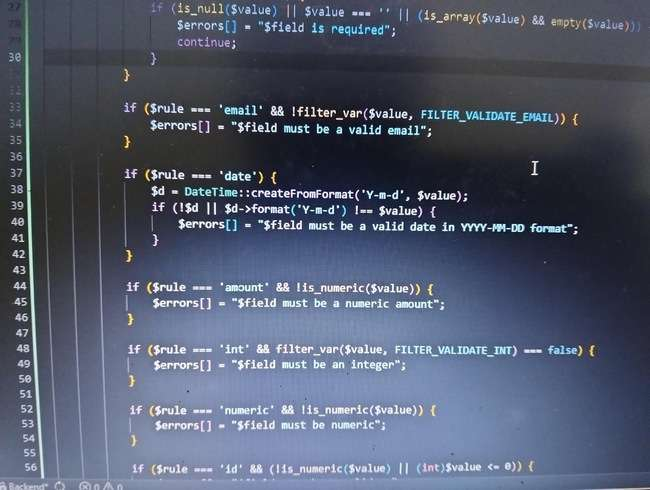 27 if (is_null($value) || $value === '' || (is_array($value) && empty($value)))
28 $errors[] = "$field is required";
29 continue;
30 }
31 }
32
33 if ($rule === 'email' && !filter_var($value, FILTER_VALIDATE_EMAIL)) {
34 $errors[] = "$field must be a valid email";
35 }
36
37 if ($rule === 'date') {
38 $d = DateTime::createFromFormat('Y-m-d', $value);
39 if (!$d || $d->format('Y-m-d') !== $value) {
40 $errors[] = "$field must be a valid date in YYYY-MM-DD format";
41 }
42 }
43
44 if ($rule === 'amount' && !is_numeric($value)) {
45 $errors[] = "$field must be a numeric amount";
46 }
47
48 if ($rule === 'int' && filter_var($value, FILTER_VALIDATE_INT) === false) {
49 $errors[] = "$field must be an integer";
50 }
51
52 if ($rule === 'numeric' && !is_numeric($value)) {
53 $errors[] = "$field must be numeric";
54 }
55
56 if ($rule === 'id' && (!is_numeric($value) || (int)$value <= 0)) {
Backend* 0 0